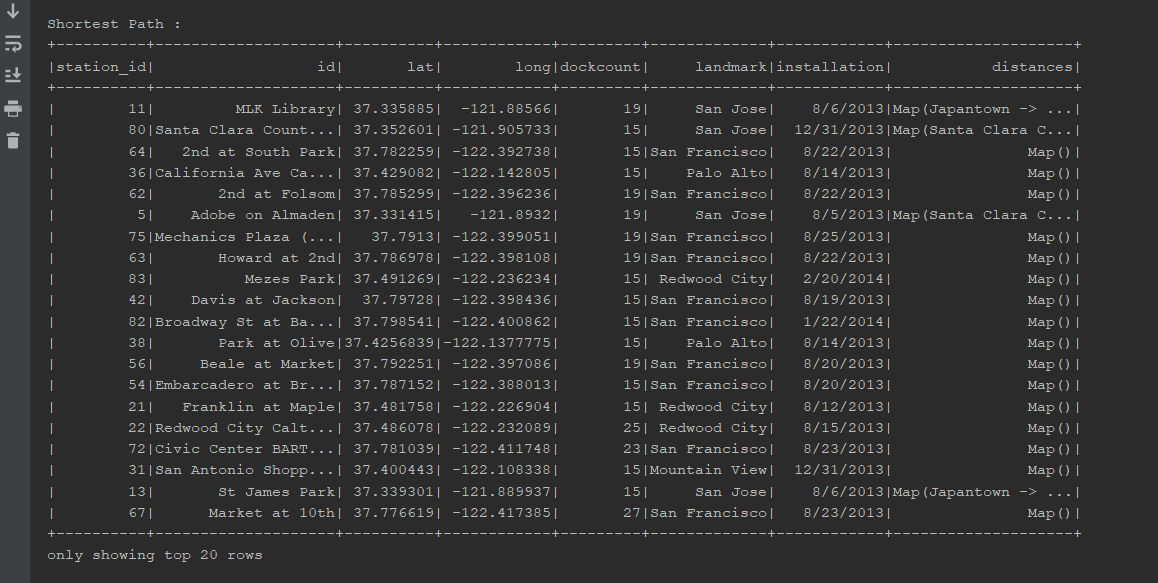 Shortest Path :
+----------+--------------------+----------+------------+---------+-------------+------------+--------------------+
|station_id|                  id|       lat|        long|dockcount|     landmark|installation|           distances|
+----------+--------------------+----------+------------+---------+-------------+------------+--------------------+
|        11|         MLK Library| 37.335885|  -121.88566|       19|     San Jose|    8/6/2013|Map(Japantown -> ...|
|        80|Santa Clara Count...| 37.352601| -121.905733|       15|     San Jose|  12/31/2013|Map(Santa Clara C...|
|        64|   2nd at South Park| 37.782259| -122.392738|       15|San Francisco|   8/22/2013|               Map()|
|        36|California Ave Ca...| 37.429082| -122.142805|       15|    Palo Alto|   8/14/2013|               Map()|
|        62|       2nd at Folsom| 37.785299| -122.396236|       19|San Francisco|   8/22/2013|               Map()|
|         5|    Adobe on Almaden| 37.331415|   -121.8932|       19|     San Jose|    8/5/2013|Map(Santa Clara C...|
|        75|Mechanics Plaza (...|   37.7913| -122.399051|       19|San Francisco|   8/25/2013|               Map()|
|        63|       Howard at 2nd| 37.786978| -122.398108|       19|San Francisco|   8/22/2013|               Map()|
|        83|          Mezes Park| 37.491269| -122.236234|       15| Redwood City|   2/20/2014|               Map()|
|        42|    Davis at Jackson|  37.79728| -122.398436|       15|San Francisco|   8/19/2013|               Map()|
|        82|Broadway St at Ba...| 37.798541| -122.400862|       15|San Francisco|   1/22/2014|               Map()|
|        38|       Park at Olive|37.4256839|-122.1377775|       15|    Palo Alto|   8/14/2013|               Map()|
|        56|     Beale at Market| 37.792251| -122.397086|       19|San Francisco|   8/20/2013|               Map()|
|        54|Embarcadero at Br...| 37.787152| -122.388013|       15|San Francisco|   8/20/2013|               Map()|
|        21|   Franklin at Maple| 37.481758| -122.226904|       15| Redwood City|   8/12/2013|               Map()|
|        22|Redwood City Calt...| 37.486078| -122.232089|       25| Redwood City|   8/15/2013|               Map()|
|        72|Civic Center BART...| 37.781039| -122.411748|       23|San Francisco|   8/23/2013|               Map()|
|        31|San Antonio Shopp...| 37.400443| -122.108338|       15|Mountain View|  12/31/2013|               Map()|
|        13|       St James Park| 37.339301| -121.889937|       15|     San Jose|    8/6/2013|Map(Japantown -> ...|
|        67|      Market at 10th| 37.776619| -122.417385|       27|San Francisco|   8/23/2013|               Map()|
+----------+--------------------+----------+------------+---------+-------------+------------+--------------------+
only showing top 20 rows